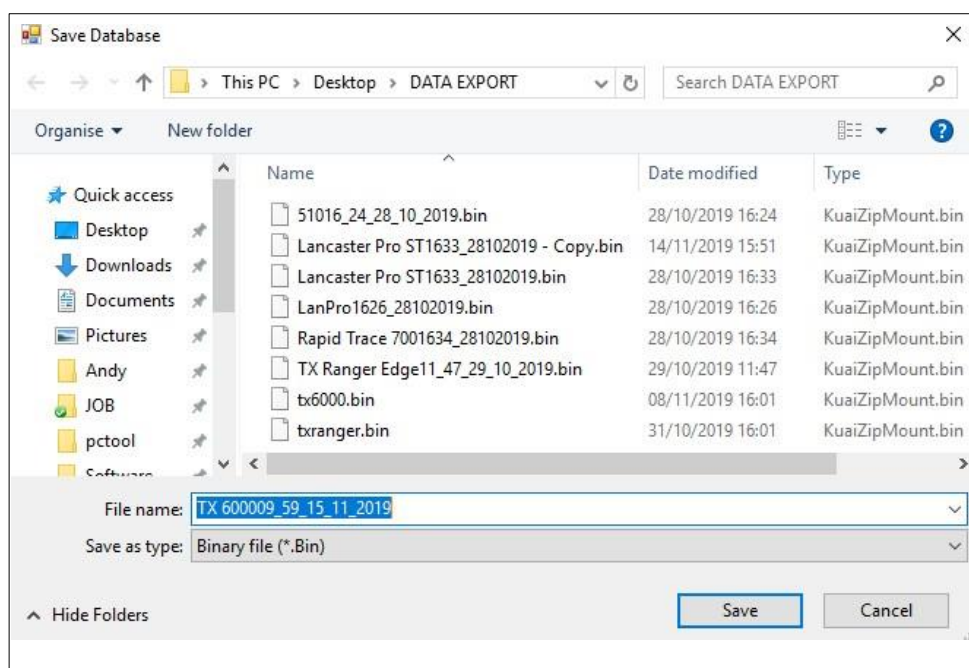 Save Database
This PC > Desktop > DATA EXPORT
Search DATA EXPORT
Organise
New folder
Name Date modified Type
Quick access
Desktop
Downloads
Documents
Pictures
Andy
JOB
pctool
Software
51016_24_28_10_2019.bin 28/10/2019 16:24 KuaiZipMount.bin
Lancaster Pro ST1633_28102019 - Copy.bin 14/11/2019 15:51 KuaiZipMount.bin
Lancaster Pro ST1633_28102019.bin 28/10/2019 16:33 KuaiZipMount.bin
LanPro1626_28102019.bin 28/10/2019 16:26 KuaiZipMount.bin
Rapid Trace 7001634_28102019.bin 28/10/2019 16:34 KuaiZipMount.bin
TX Ranger Edge11_47_29_10_2019.bin 29/10/2019 11:47 KuaiZipMount.bin
tx6000.bin 08/11/2019 16:01 KuaiZipMount.bin
txranger.bin 31/10/2019 16:01 KuaiZipMount.bin
File name: TX 600009_59_15_11_2019
Save as type: Binary file (*.Bin)
Hide Folders
Save
Cancel